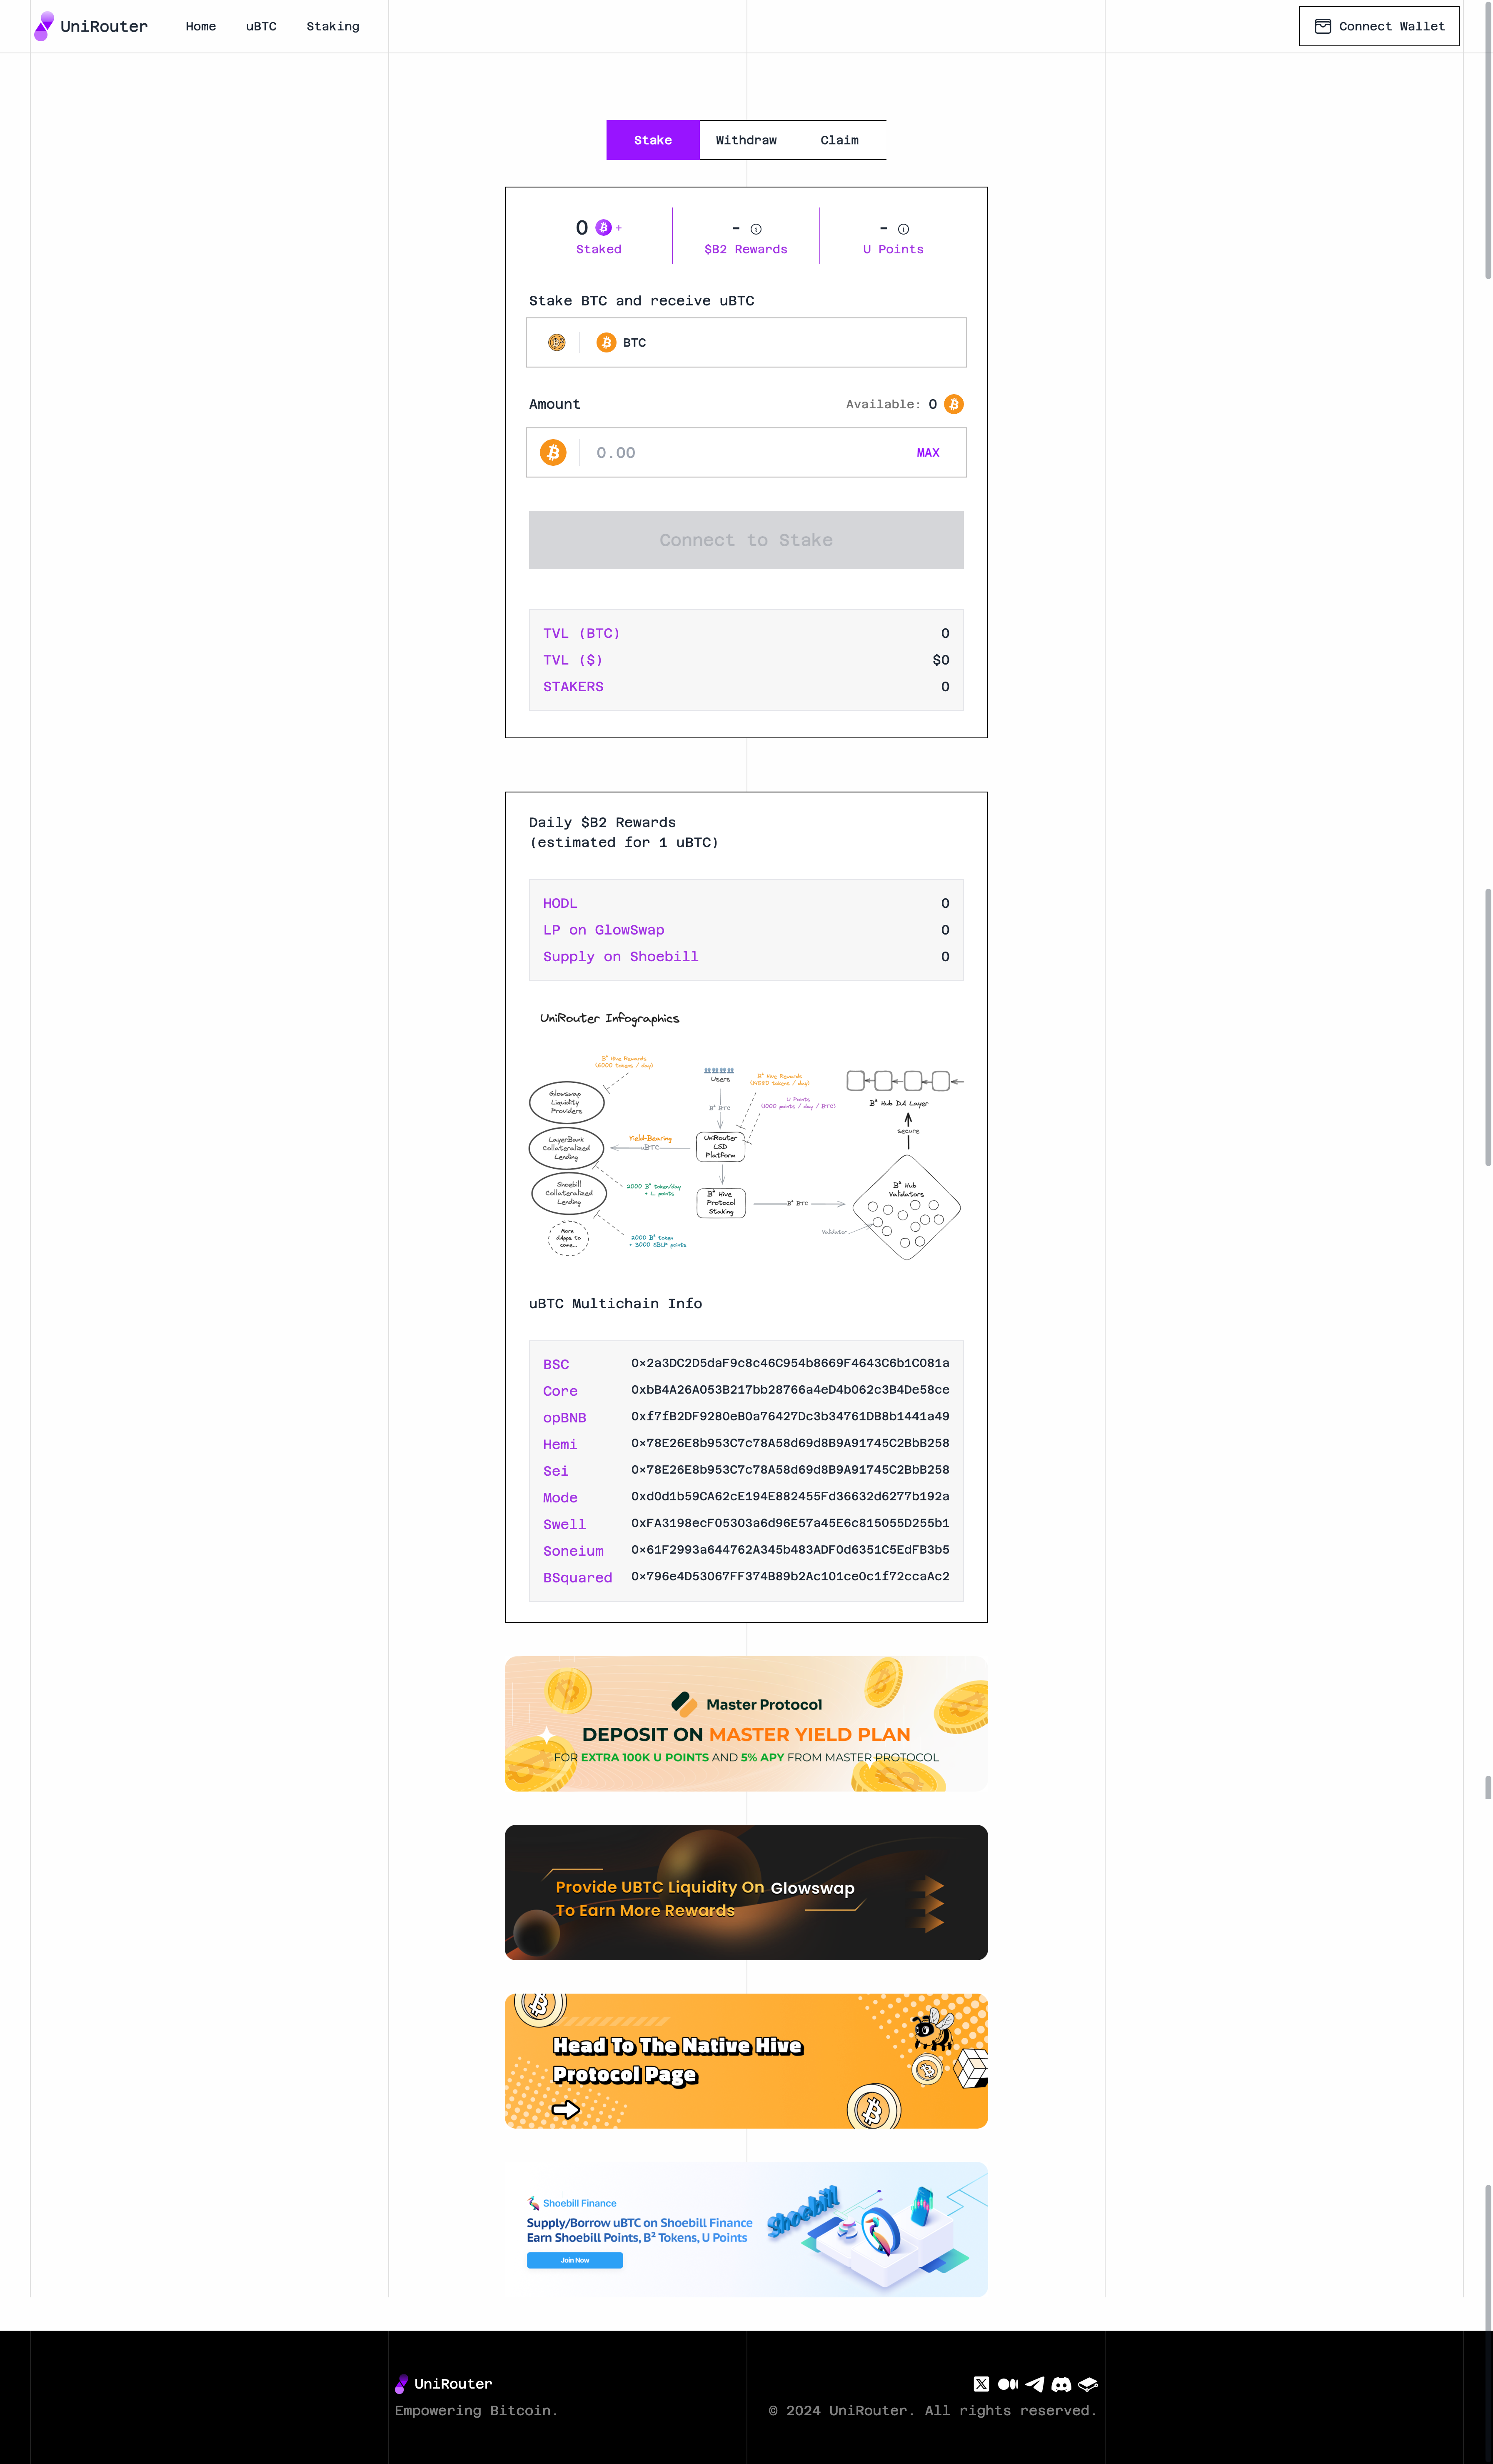 UniRouter
Home
uBTC
Staking
Connect Wallet
Stake
Withdraw
Claim
0 +
Staked
-
$B2 Rewards
-
U Points
Stake BTC and receive uBTC
BTC
Amount
Available: 0
0.00
MAX
Connect to Stake
TVL (BTC) 0
TVL ($) $0
STAKERS 0
Daily $B2 Rewards
(estimated for 1 uBTC)
HODL 0
LP on GlowSwap 0
Supply on Shoebill 0
UniRouter Infographics
B² Hive Rewards
(6000 tokens / day)
Glowswap
Liquidity
Providers
LayerBank
Collateralized
Lending
Shoebill
Collateralized
Lending
More
dApps to
come...
Yield-Bearing
uBTC
2000 B² token/day
+ L points
2000 B² token
+ 3000 SBLP points
Users
B² BTC
B² Hive Rewards
U Points
(1000 points / day / BTC)
UniRouter
LSD
Platform
B² Hive
Protocol
Staking
B² BTC
B² Hub DA Layer
secure
B² Hub
Validators
Validator
uBTC Multichain Info
BSC 0x2a3DC2D5daF9c8c46C954b8669F4643C6b1C081a
Core 0xbB4A26A053B217bb28766a4eD4b062c3B4De58ce
opBNB 0xf7fB2DF9280eB0a76427Dc3b34761DB8b1441a49
Hemi 0x78E26E8b953C7c78A58d69d8B9A91745C2BbB258
Sei 0x78E26E8b953C7c78A58d69d8B9A91745C2BbB258
Mode 0xd0d1b59CA62cE194E882455Fd36632d6277b192a
Swell 0xFA3198ecF05303a6d96E57a45E6c815055D255b1
Soneium 0x61F2993a644762A345b483ADF0d6351C5EdFB3b5
BSquared 0x796e4D53067FF374B89b2Ac101ce0c1f72ccaAc2
Master Protocol
DEPOSIT ON MASTER YIELD PLAN
FOR EXTRA 100K U POINTS AND 5% APY FROM MASTER PROTOCOL
Provide UBTC Liquidity On Glowswap
To Earn More Rewards
Head To The Native Hive
Protocol Page
Shoebill Finance
Supply/Borrow uBTC on Shoebill Finance
Earn Shoebill Points, B² Tokens, U Points
Join Now
Shoebill
UniRouter
Empowering Bitcoin.
© 2024 UniRouter. All rights reserved.